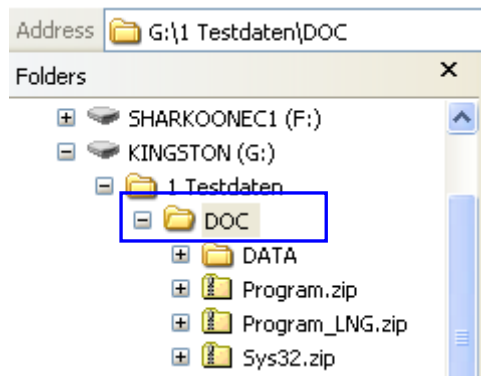 Address G:\1 Testdaten\DOC
Folders
SHARKOONEC1 (F:)
KINGSTON (G:)
1 Testdaten
DOC
DATA
Program.zip
Program_LNG.zip
Sys32.zip